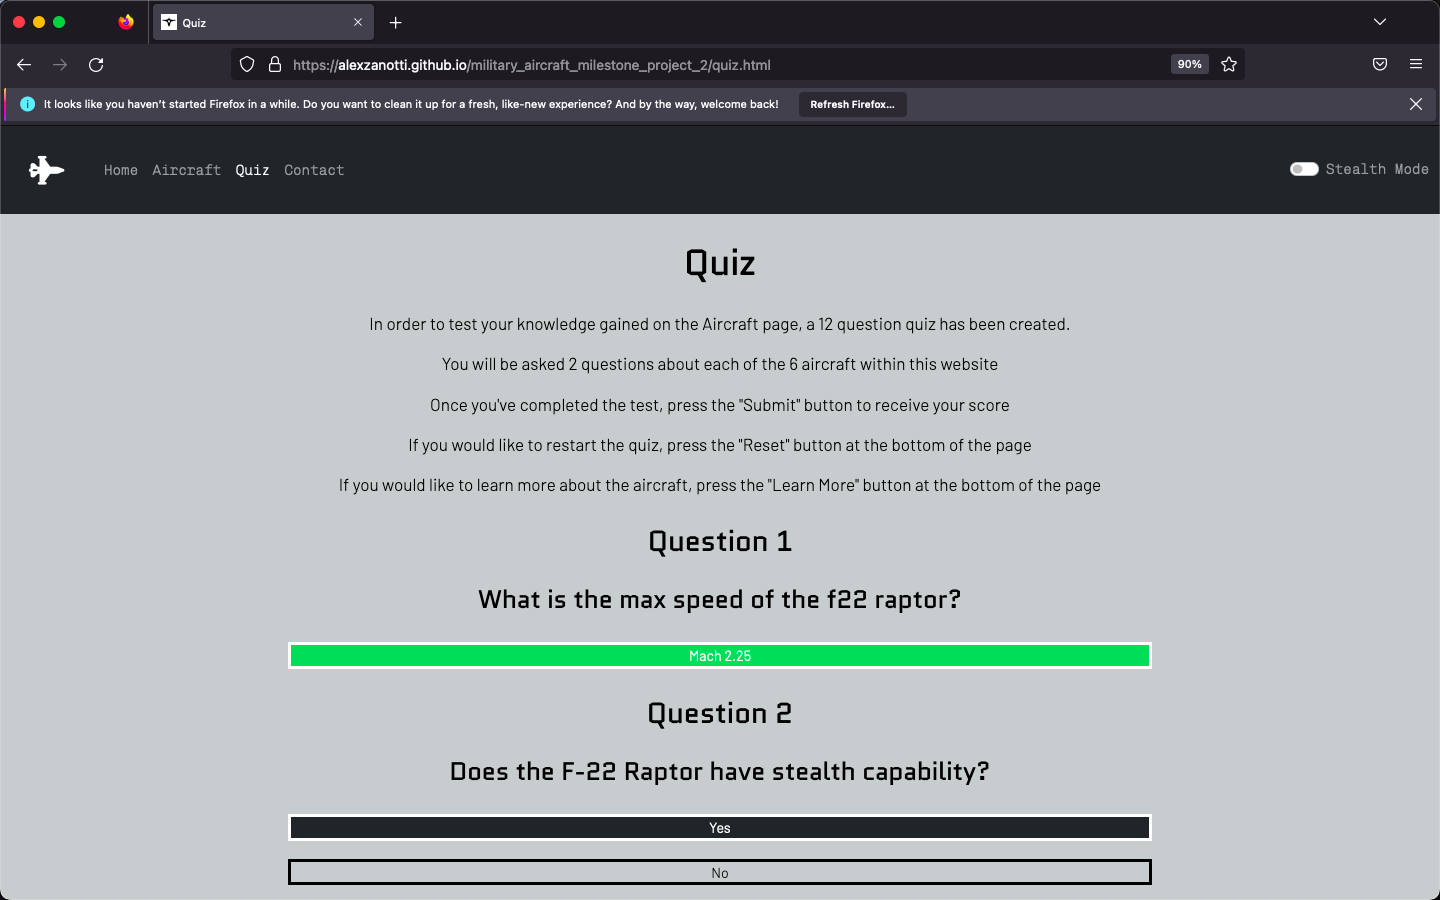 Quiz
https://alexzanotti.github.io/military_aircraft_milestone_project_2/quiz.html
90%
It looks like you haven't started Firefox in a while. Do you want to clean it up for a fresh, like-new experience? And by the way, welcome back!
Refresh Firefox...
Home Aircraft Quiz Contact
Stealth Mode
Quiz
In order to test your knowledge gained on the Aircraft page, a 12 question quiz has been created.
You will be asked 2 questions about each of the 6 aircraft within this website
Once you've completed the test, press the "Submit" button to receive your score
If you would like to restart the quiz, press the "Reset" button at the bottom of the page
If you would like to learn more about the aircraft, press the "Learn More" button at the bottom of the page
Question 1
What is the max speed of the f22 raptor?
Mach 2.25
Question 2
Does the F-22 Raptor have stealth capability?
Yes
No